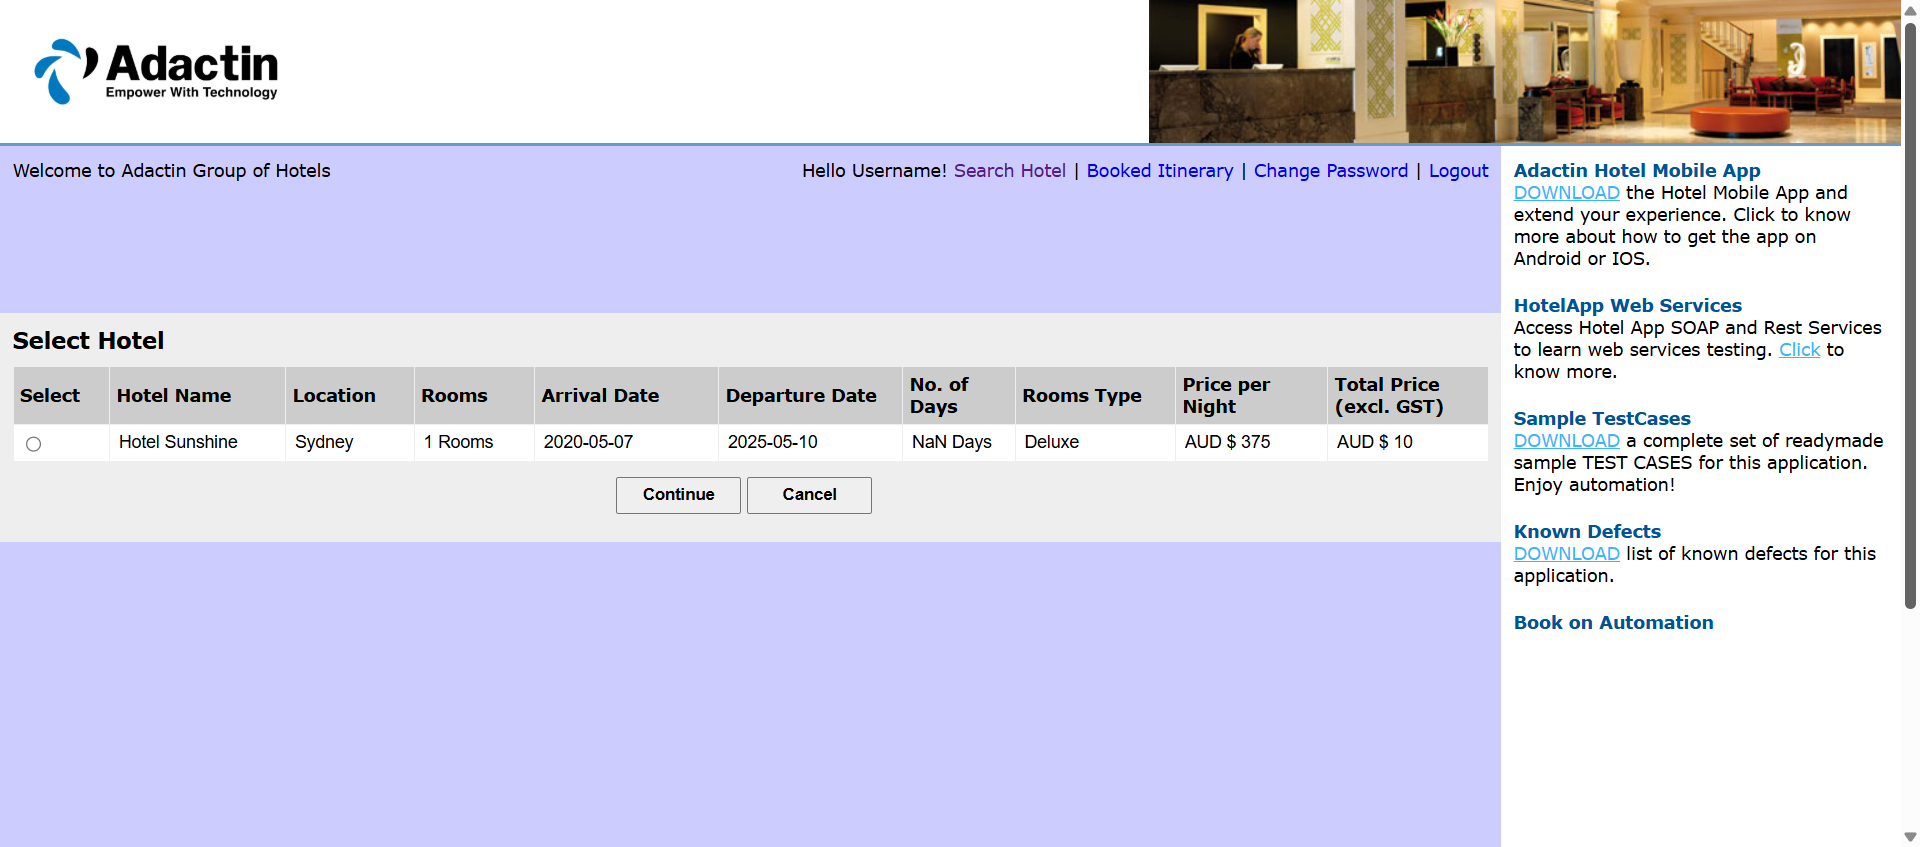 Adactin
Empower With Technology
Welcome to Adactin Group of Hotels
Hello Username! Search Hotel | Booked Itinerary | Change Password | Logout
Select Hotel
Select Hotel Name Location Rooms Arrival Date Departure Date No. of Days Rooms Type Price per Night Total Price (excl. GST)
Hotel Sunshine Sydney 1 Rooms 2020-05-07 2025-05-10 NaN Days Deluxe AUD $ 375 AUD $ 10
Continue Cancel
Adactin Hotel Mobile App
DOWNLOAD the Hotel Mobile App and
extend your experience. Click to know
more about how to get the app on
Android or IOS.
HotelApp Web Services
Access Hotel App SOAP and Rest Services
to learn web services testing. Click to
know more.
Sample TestCases
DOWNLOAD a complete set of readymade
sample TEST CASES for this application.
Enjoy automation!
Known Defects
DOWNLOAD list of known defects for this
application.
Book on Automation